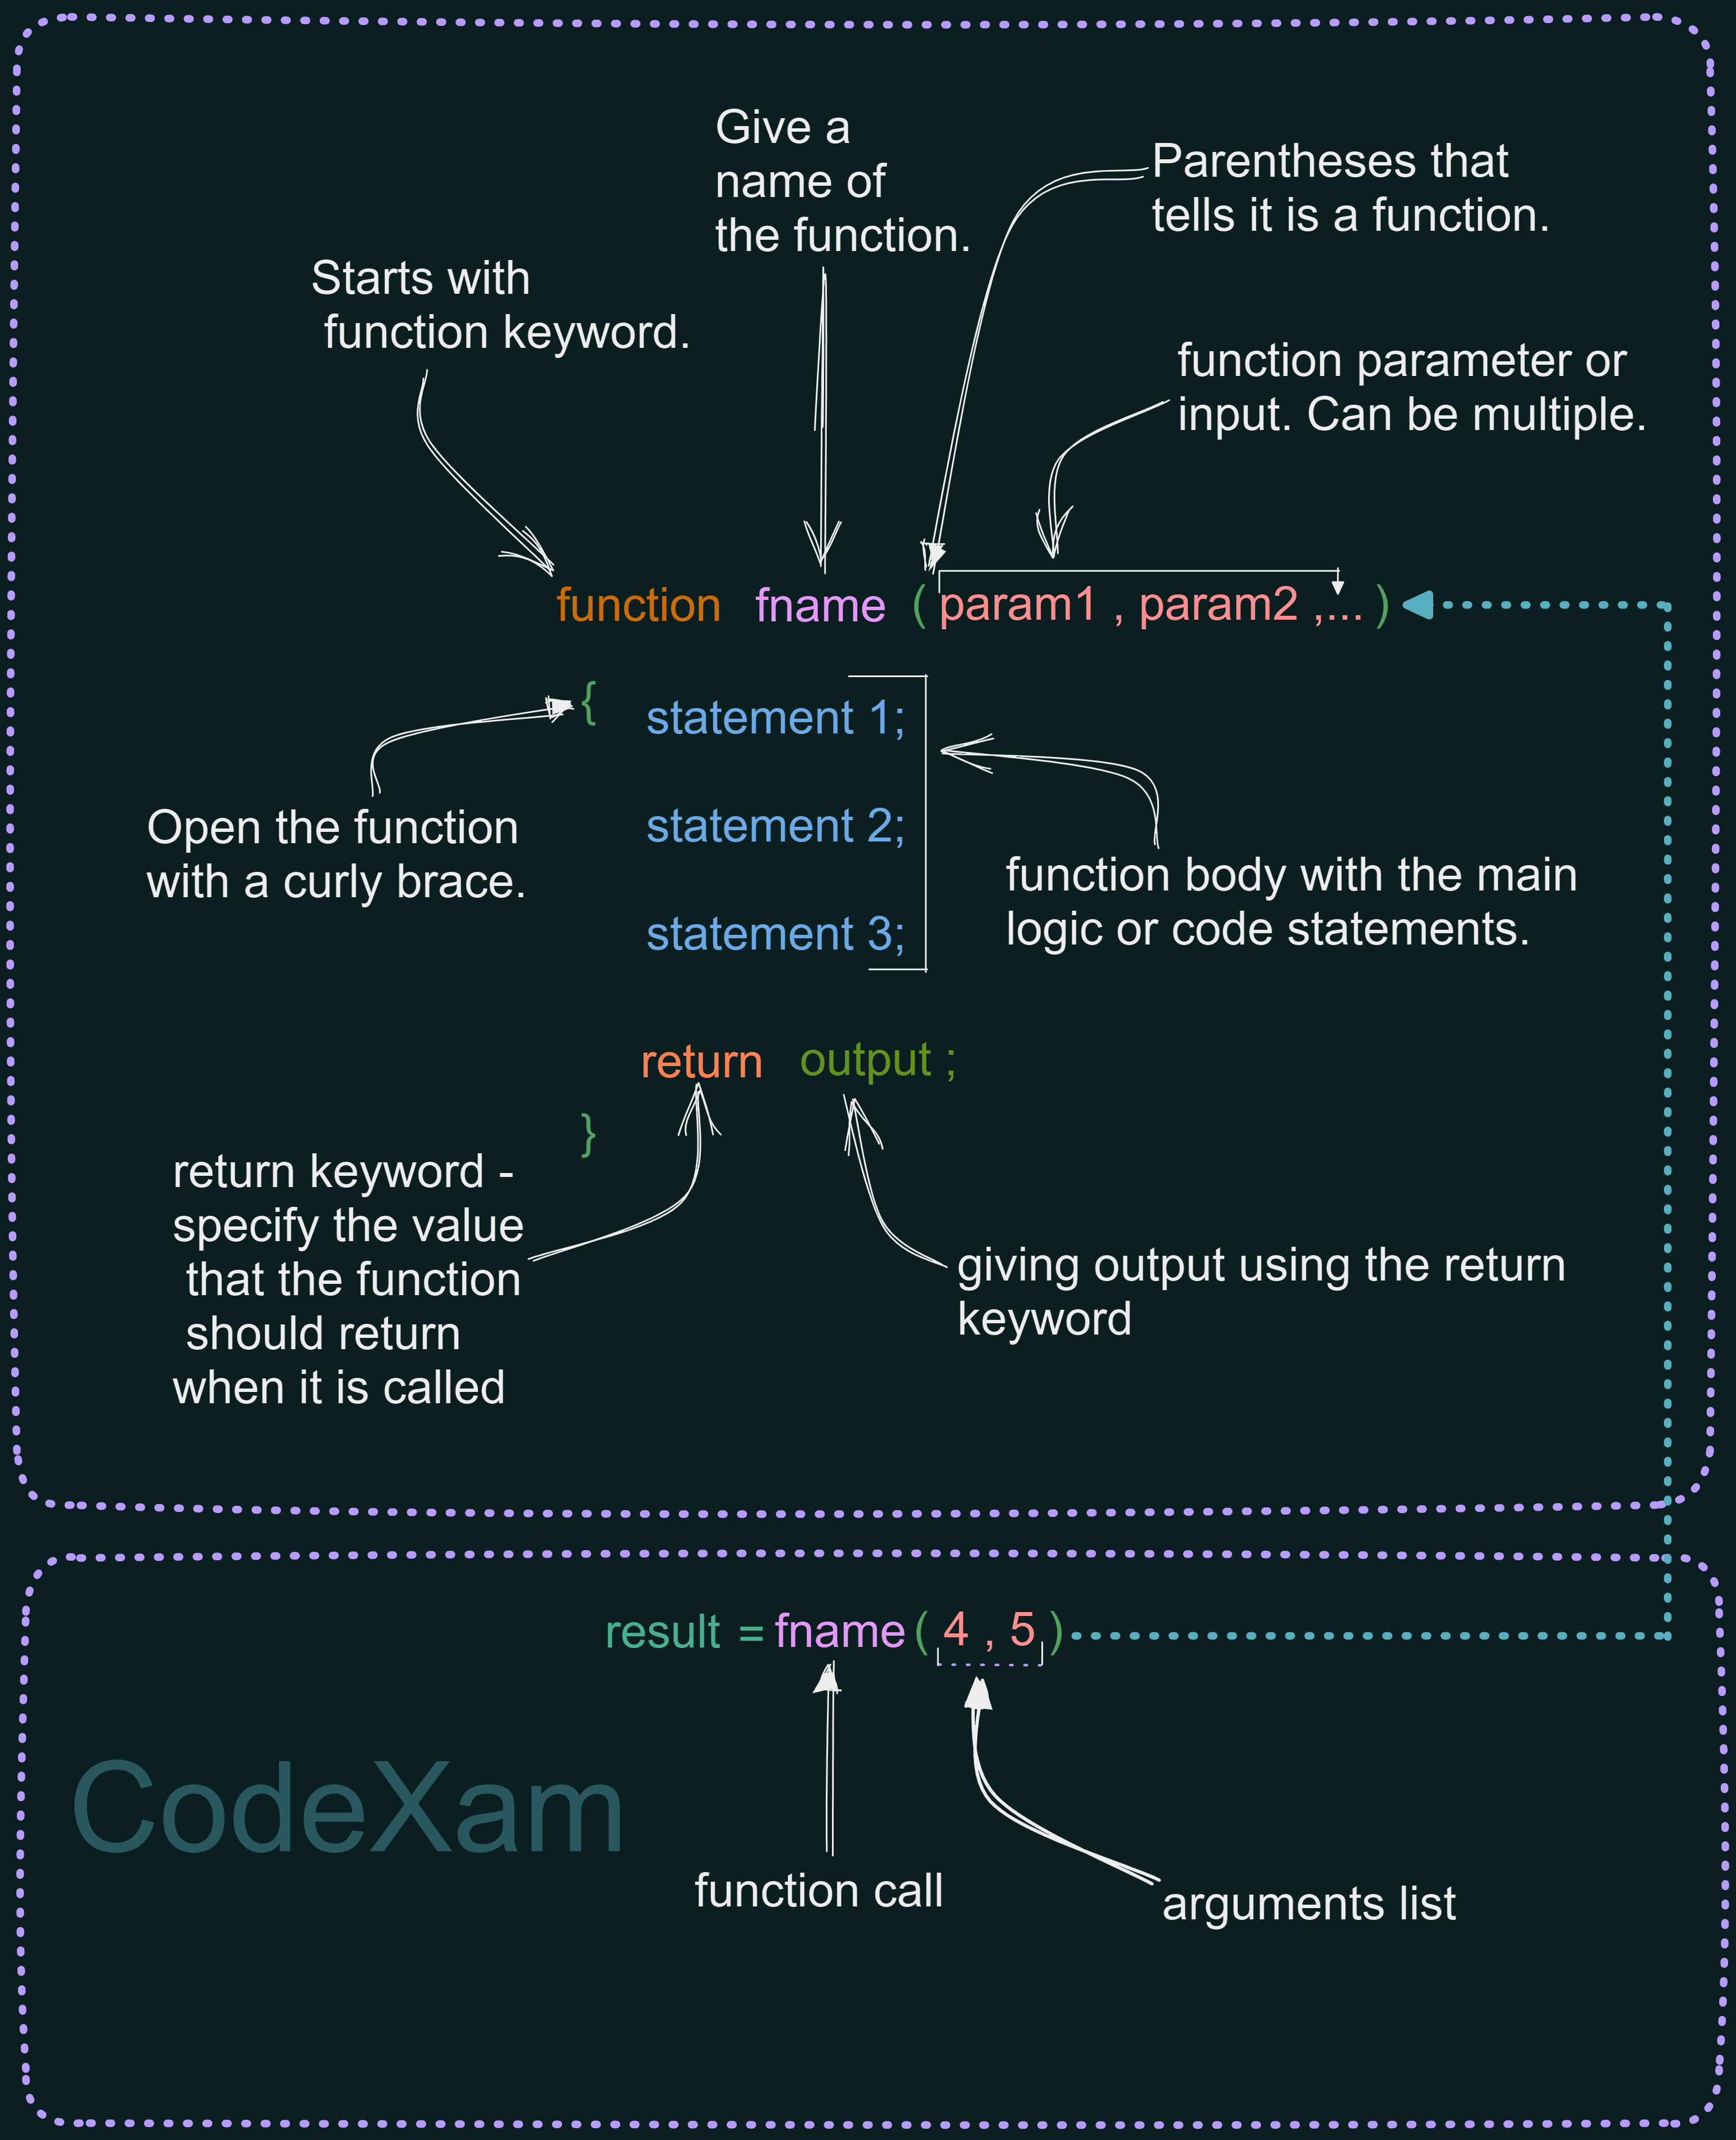 Give a
name of
the function.
Parentheses that
tells it is a function.
Starts with
function keyword.
function parameter or
input. Can be multiple.
function fname ( param1 , param2 ,... )
{
statement 1;
statement 2;
statement 3;
Open the function
with a curly brace.
function body with the main
logic or code statements.
return output ;
}
return keyword -
specify the value
that the function
should return
when it is called
giving output using the return
keyword
result = fname ( 4 , 5 )
CodeXam
function call
arguments list